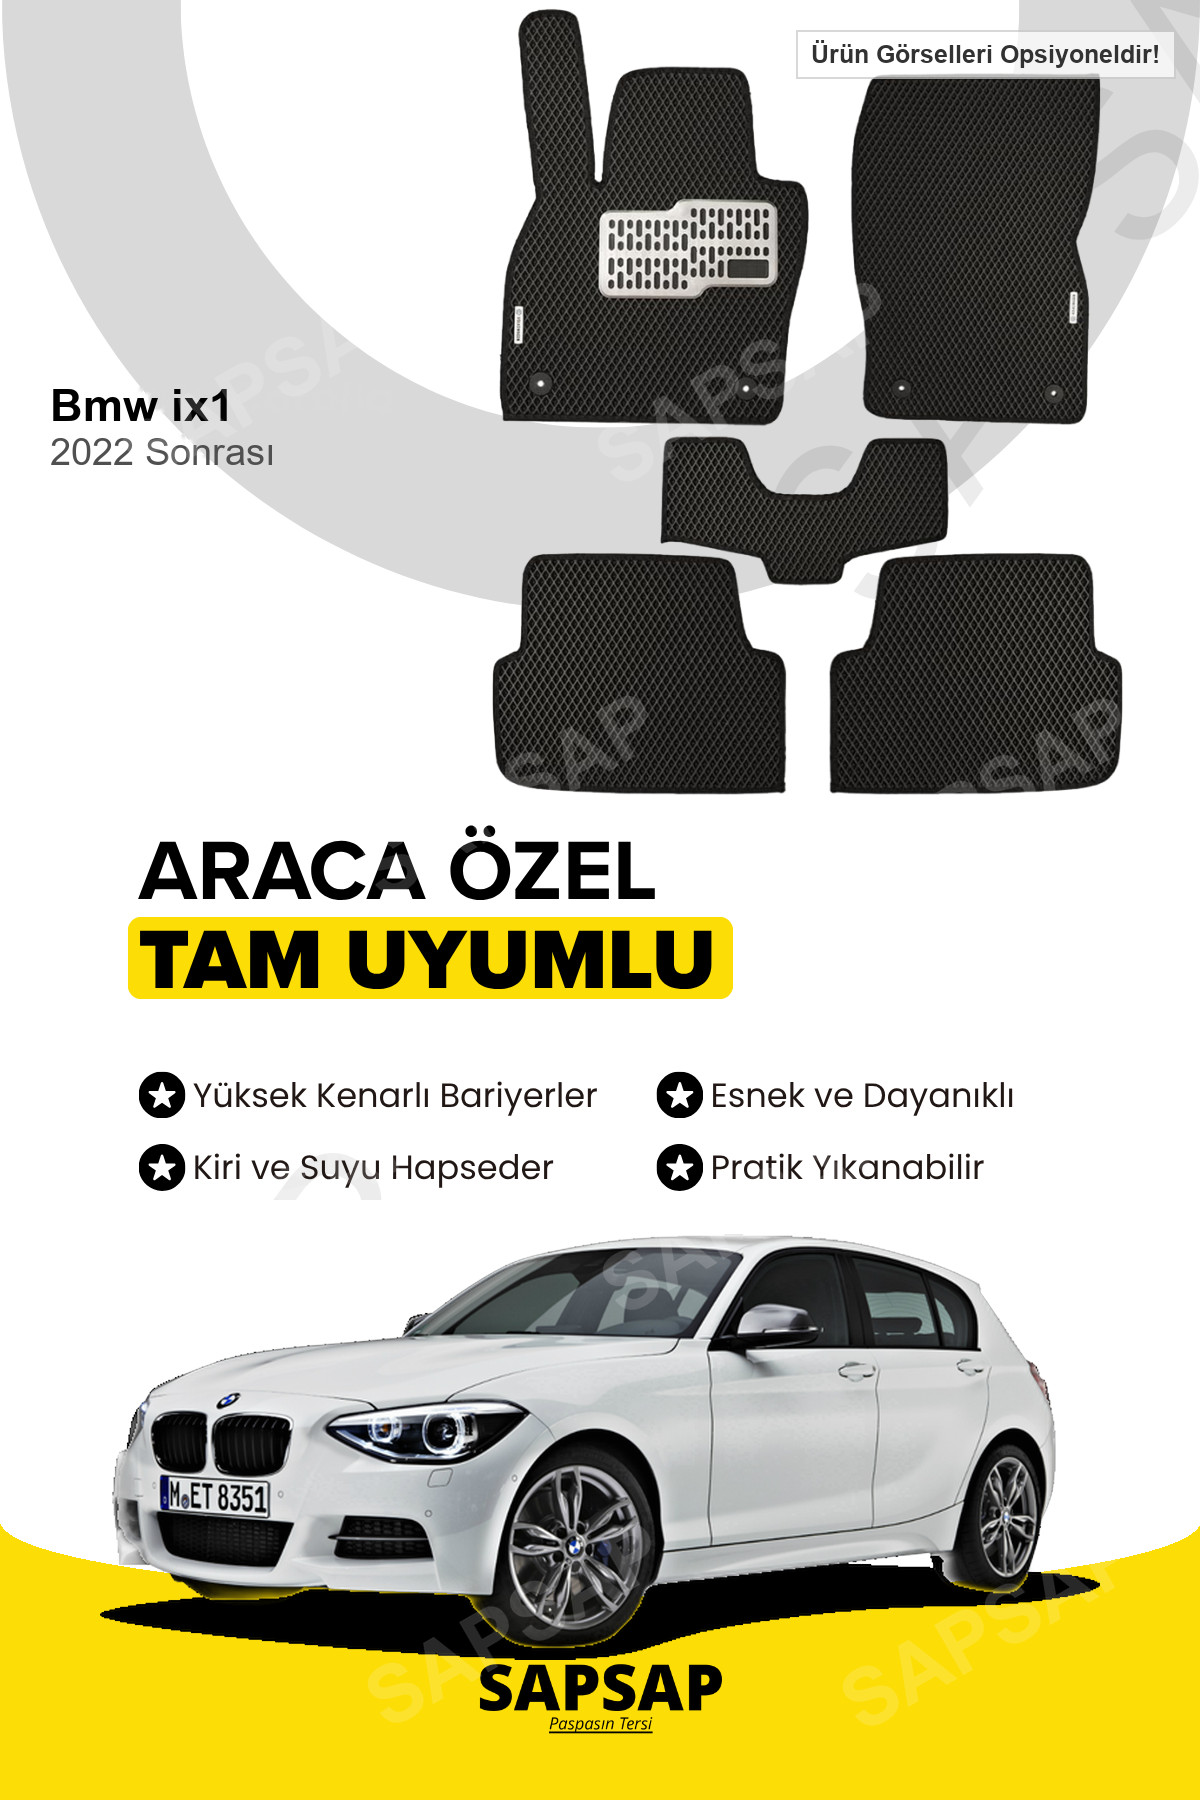 Ürün Görselleri Opsiyoneldir!
Bmw ix1
2022 Sonrası
ARACA ÖZEL
TAM UYUMLU
Yüksek Kenarlı Bariyerler
Esnek ve Dayanıklı
Kiri ve Suyu Hapseder
Pratik Yıkanabilir
M ET 8351
SAPSAP
Paspasın Tersi